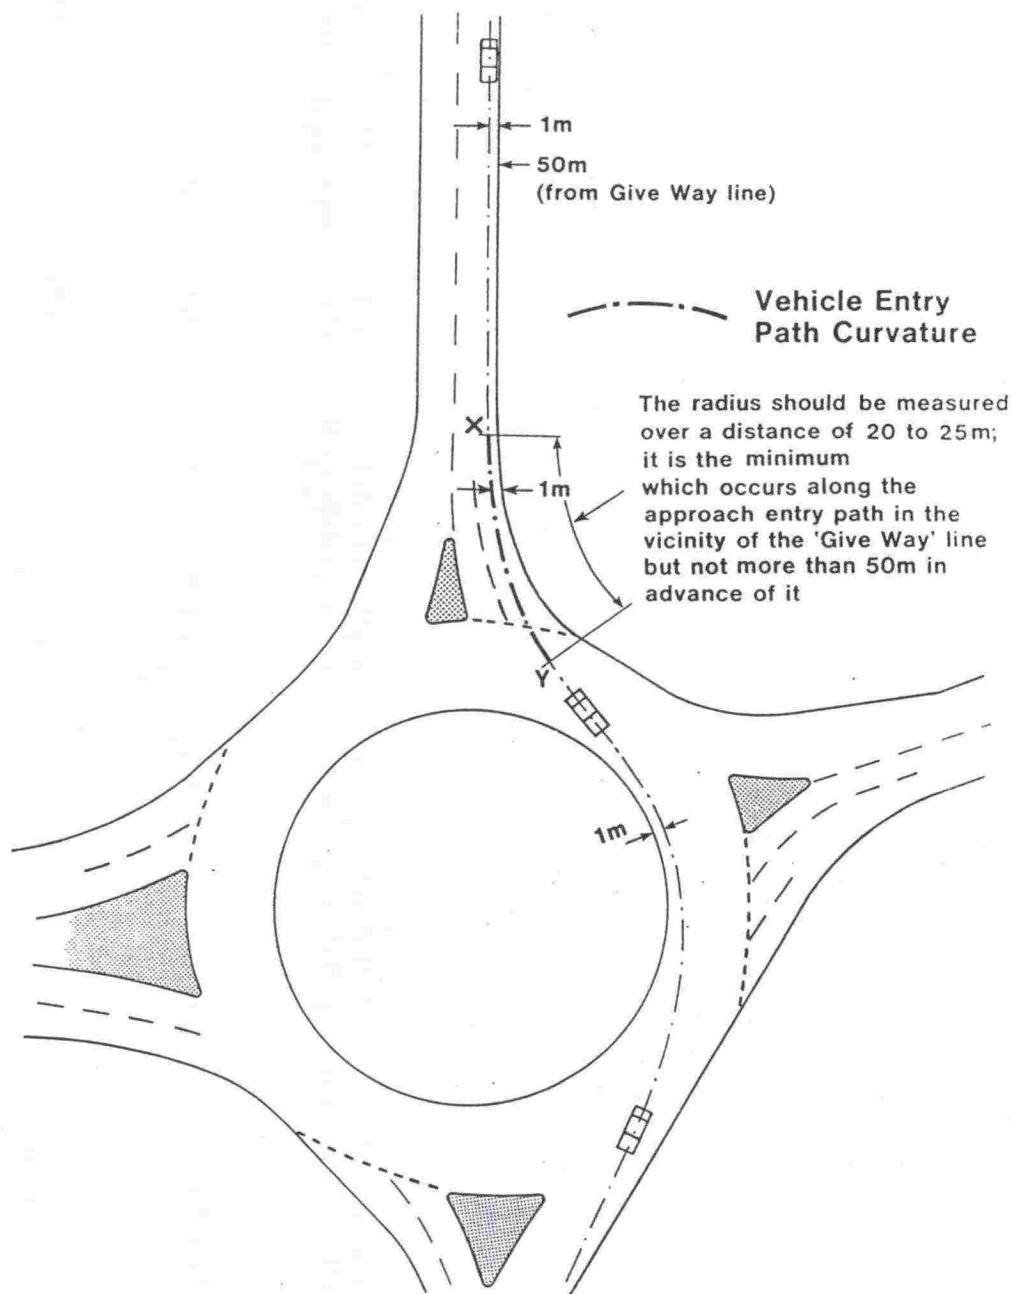 1m
50m
(from Give Way line)
Vehicle Entry
Path Curvature
The radius should be measured
over a distance of 20 to 25m;
it is the minimum
which occurs along the
approach entry path in the
vicinity of the 'Give Way' line
but not more than 50m in
advance of it
X
1m
Y
1m